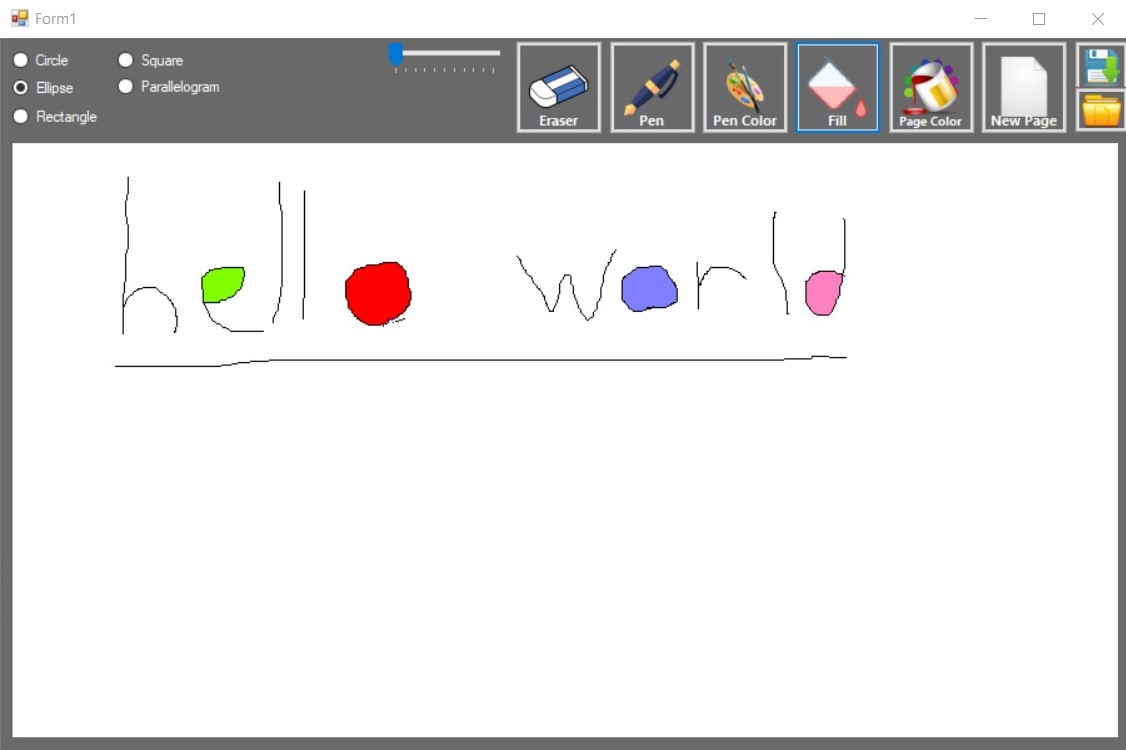 Form1
Circle Square
Ellipse Parallelogram
Rectangle
Eraser Pen Pen Color Fill Page Color New Page
hello world